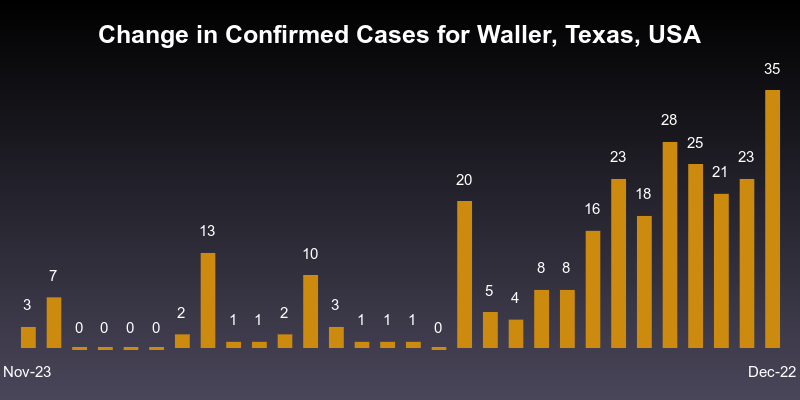 Change in Confirmed Cases for Waller, Texas, USA
3 7 0 0 0 0 2 13 1 1 2 10 3 1 1 1 0 20 5 4 8 8 16 23 18 28 25 21 23 35
Nov-23 Dec-22